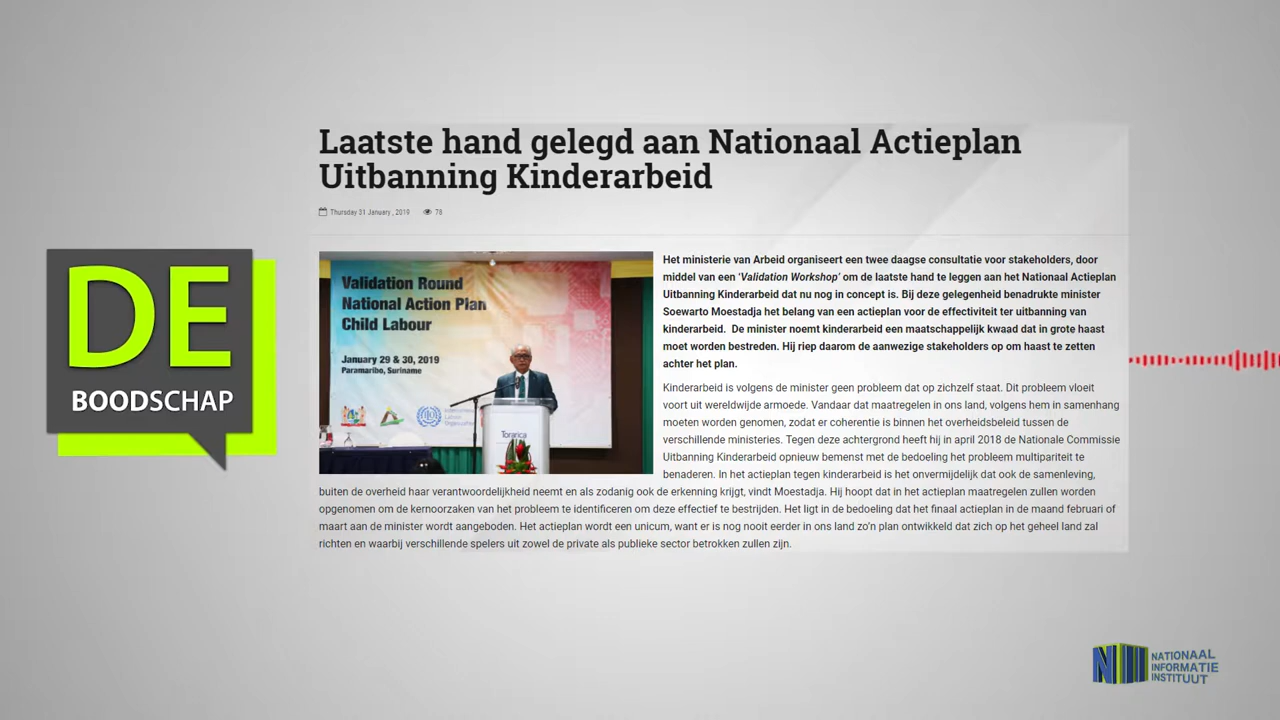 Laatste hand gelegd aan Nationaal Actieplan
Uitbanning Kinderarbeid
Thursday 31 January , 2019 78
DE
BOODSCHAP
Validation Round
National Action Plan
Child Labour
January 29 & 30, 2019
Paramaribo, Suriname
International
Labour
Organization
Torarica
Het ministerie van Arbeid organiseert een twee daagse consultatie voor stakeholders, door
middel van een ‘Validation Workshop’ om de laatste hand te leggen aan het Nationaal Actieplan
Uitbanning Kinderarbeid dat nu nog in concept is. Bij deze gelegenheid benadrukte minister
Soewarto Moestadja het belang van een actieplan voor de effectiviteit ter uitbanning van
kinderarbeid. De minister noemt kinderarbeid een maatschappelijk kwaad dat in grote haast
moet worden bestreden. Hij riep daarom de aanwezige stakeholders op om haast te zetten
achter het plan.
Kinderarbeid is volgens de minister geen probleem dat op zichzelf staat. Dit probleem vloeit
voort uit wereldwijde armoede. Vandaar dat maatregelen in ons land, volgens hem in samenhang
moeten worden genomen, zodat er coherentie is binnen het overheidsbeleid tussen de
verschillende ministeries. Tegen deze achtergrond heeft hij in april 2018 de Nationale Commissie
Uitbanning Kinderarbeid opnieuw bemenst met de bedoeling het probleem multipariteit te
benaderen. In het actieplan tegen kinderarbeid is het onvermijdelijk dat ook de samenleving,
buiten de overheid haar verantwoordelijkheid neemt en als zodanig ook de erkenning krijgt, vindt Moestadja. Hij hoopt dat in het actieplan maatregelen zullen worden
opgenomen om de kernoorzaken van het probleem te identificeren om deze effectief te bestrijden. Het ligt in de bedoeling dat het finaal actieplan in de maand februari of
maart aan de minister wordt aangeboden. Het actieplan wordt een unicum, want er is nog nooit eerder in ons land zo’n plan ontwikkeld dat zich op het geheel land zal
richten en waarbij verschillende spelers uit zowel de private als publieke sector betrokken zullen zijn.
NII
NATIONAAL
INFORMATIE
INSTITUUT